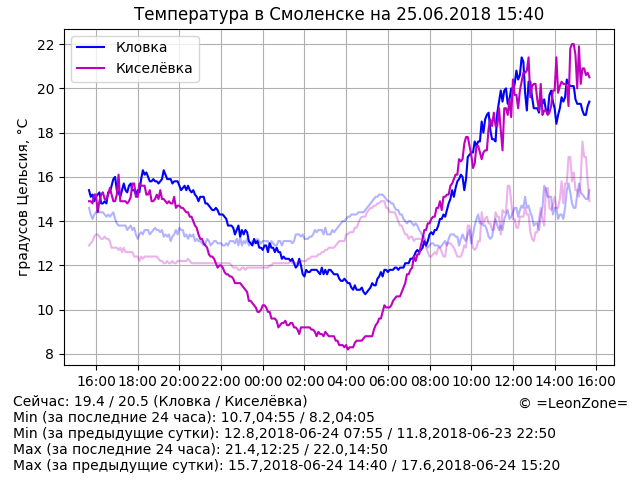 Температура в Смоленске на 25.06.2018 15:40
Кловка
Киселёвка
градусов Цельсия, °C
22
20
18
16
14
12
10
8
16:00 18:00 20:00 22:00 00:00 02:00 04:00 06:00 08:00 10:00 12:00 14:00 16:00
Сейчас: 19.4 / 20.5 (Кловка / Киселёвка)
© =LeonZone=
Min (за последние 24 часа): 10.7,04:55 / 8.2,04:05
Min (за предыдущие сутки): 12.8,2018-06-24 07:55 / 11.8,2018-06-23 22:50
Max (за последние 24 часа): 21.4,12:25 / 22.0,14:50
Max (за предыдущие сутки): 15.7,2018-06-24 14:40 / 17.6,2018-06-24 15:20